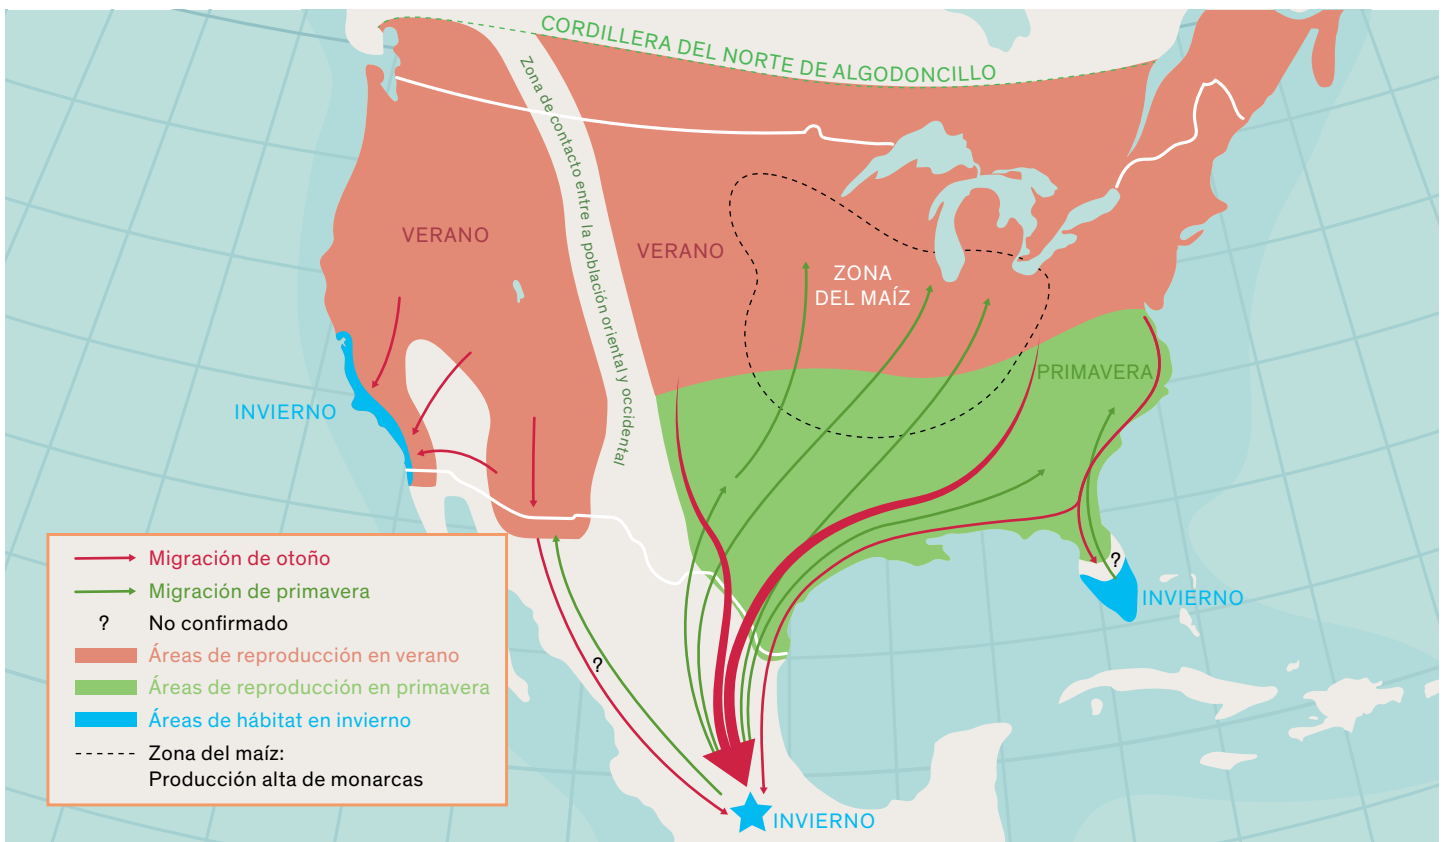 CORDILLERA DEL NORTE DE ALGODONCILLO
Zona de contacto entre la población oriental y occidental
VERANO
VERANO
ZONA
DEL MAÍZ
PRIMAVERA
INVIERNO
?
INVIERNO
?
INVIERNO
Migración de otoño
Migración de primavera
? No confirmado
Áreas de reproducción en verano
Áreas de reproducción en primavera
Áreas de hábitat en invierno
Zona del maíz:
Producción alta de monarcas